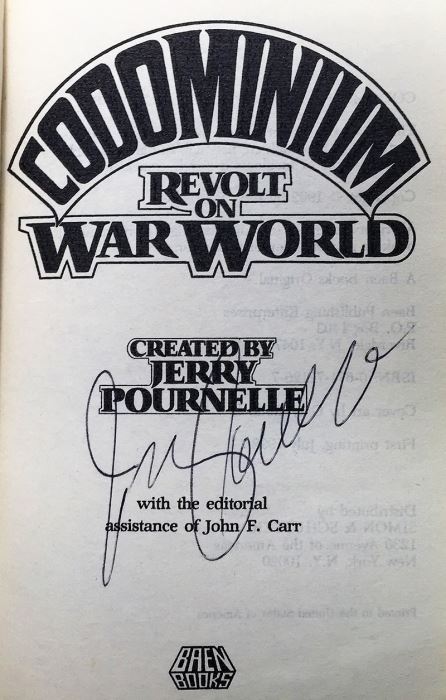 CODOMINIUM
REVOLT
ON
WAR WORLD
CREATED BY
JERRY
POURNELLE
with the editorial
assistance of John F. Carr
BAEN
BOOKS